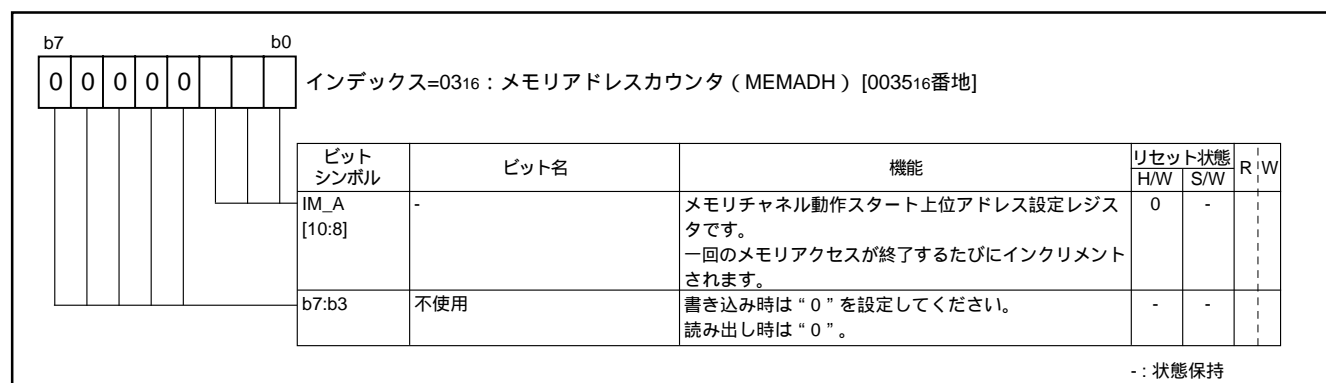 b7 b0
0 0 0 0 0 インデックス=0316：メモリアドレスカウンタ（MEMADH）[003516番地]
ビットシンボル ビット名 機能 リセット状態 R W
H/W S/W
IM_A - メモリチャネル動作スタート上位アドレス設定レジス 0 -
[10:8] タです。
一回のメモリアクセスが終了するたびにインクリメント
されます。
b7:b3 不使用 書き込み時は“0”を設定してください。 - -
読み出し時は“0”。
- : 状態保持